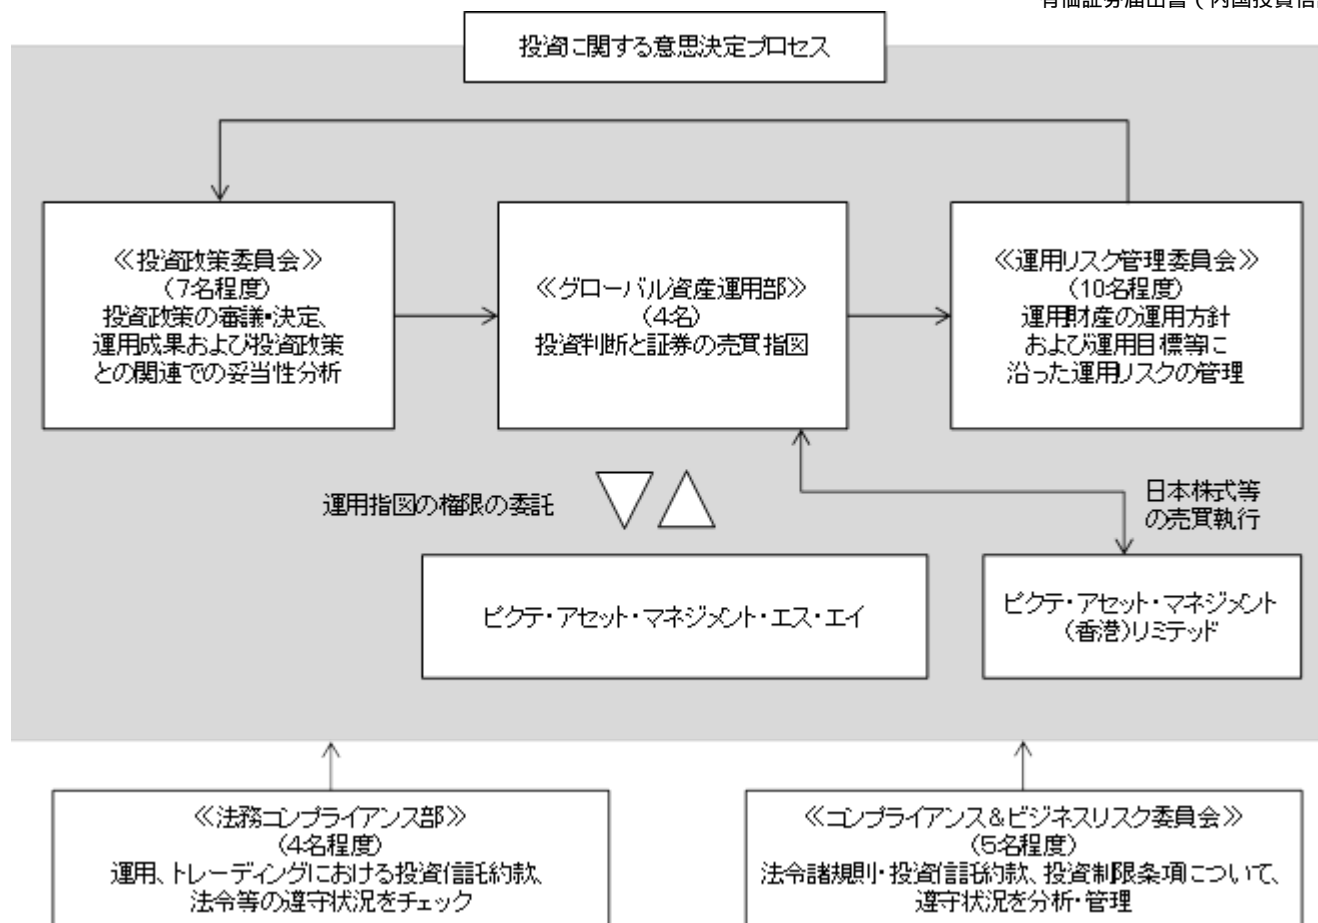 有価証券届出書(内国投資信
投資に関する意思決定プロセス
≪投資政策委員会≫
(7名程度)
投資政策の審議・決定、
運用成果および投資政策
との関連での妥当性分析
≪グローバル資産運用部≫
(4名)
投資判断と証券の売買指図
≪運用リスク管理委員会≫
(10名程度)
運用財産の運用方針
および運用目標等に
沿った運用リスクの管理
運用指図の権限の委託
日本株式等
の売買執行
ピクテ・アセット・マネジメント・エス・エイ
ピクテ・アセット・マネジメント
(香港)リミテッド
≪法務コンプライアンス部≫
(4名程度)
運用、トレーディングにおける投資信託約款、
法令等の遵守状況をチェック
≪コンプライアンス&ビジネスリスク委員会≫
(5名程度)
法令諸規則・投資信託約款、投資制限条項について、
遵守状況を分析・管理